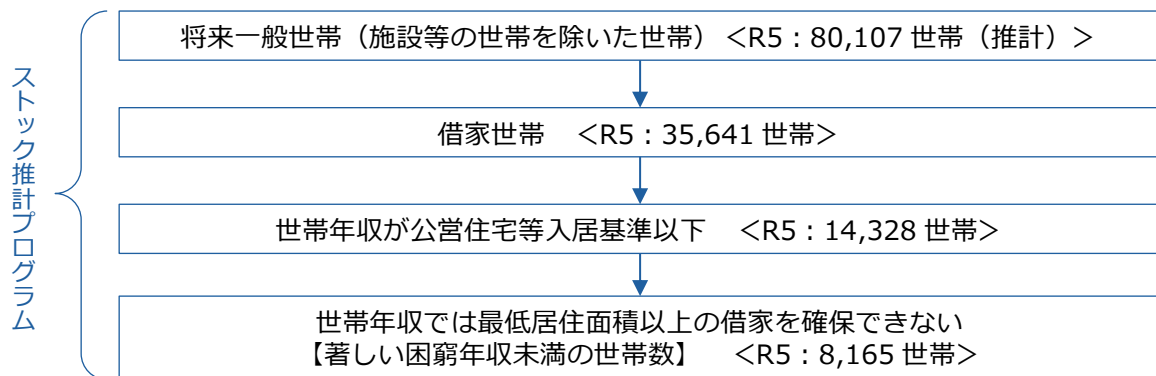 ストック推計プログラム
将来一般世帯（施設等の世帯を除いた世帯）＜R5：80,107 世帯（推計）＞
借家世帯　＜R5：35,641 世帯＞
世帯年収が公営住宅等入居基準以下　＜R5：14,328 世帯＞
世帯年収では最低居住面積以上の借家を確保できない
【著しい困窮年収未満の世帯数】　＜R5：8,165 世帯＞